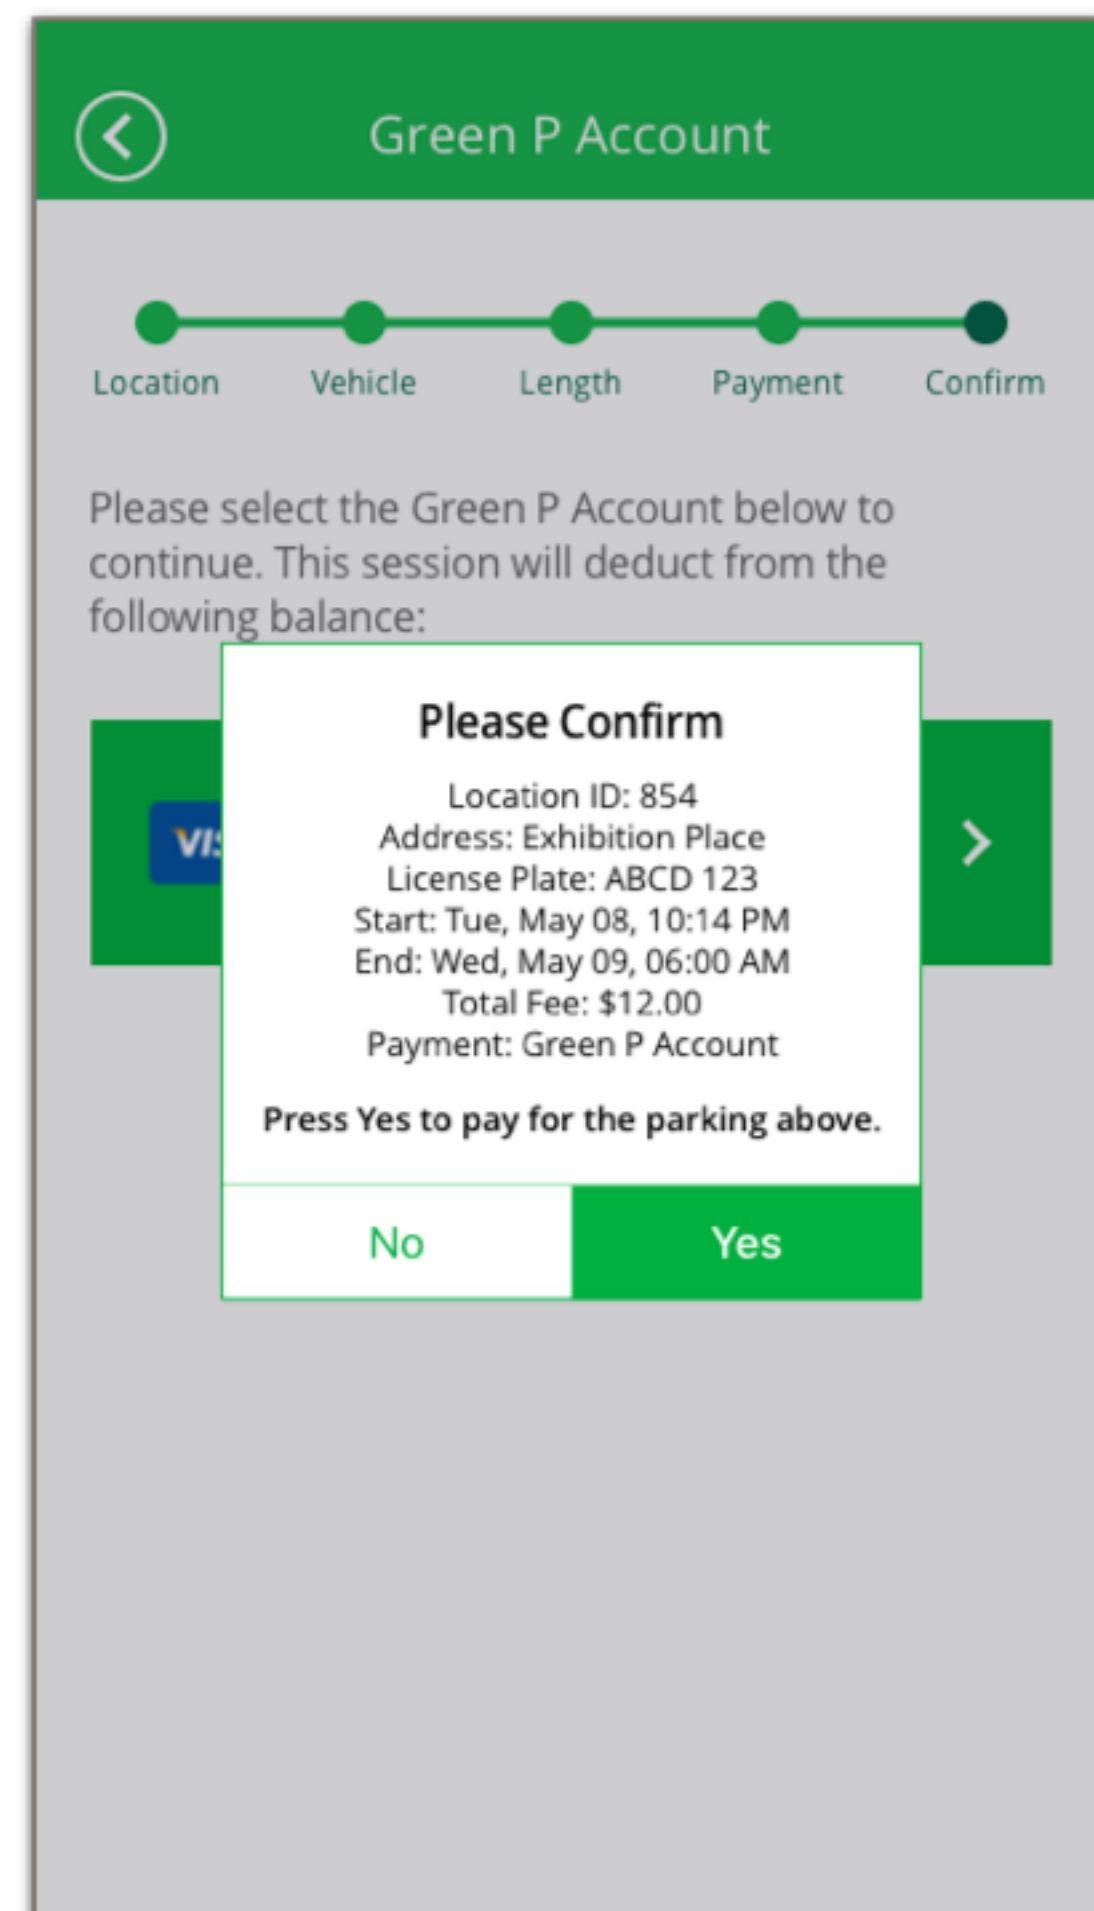 Green P Account
Location Vehicle Length Payment Confirm
Please select the Green P Account below to
continue. This session will deduct from the
following balance:
Please Confirm
Location ID: 854
Address: Exhibition Place
License Plate: ABCD 123
Start: Tue, May 08, 10:14 PM
End: Wed, May 09, 06:00 AM
Total Fee: $12.00
Payment: Green P Account
Press Yes to pay for the parking above.
No Yes